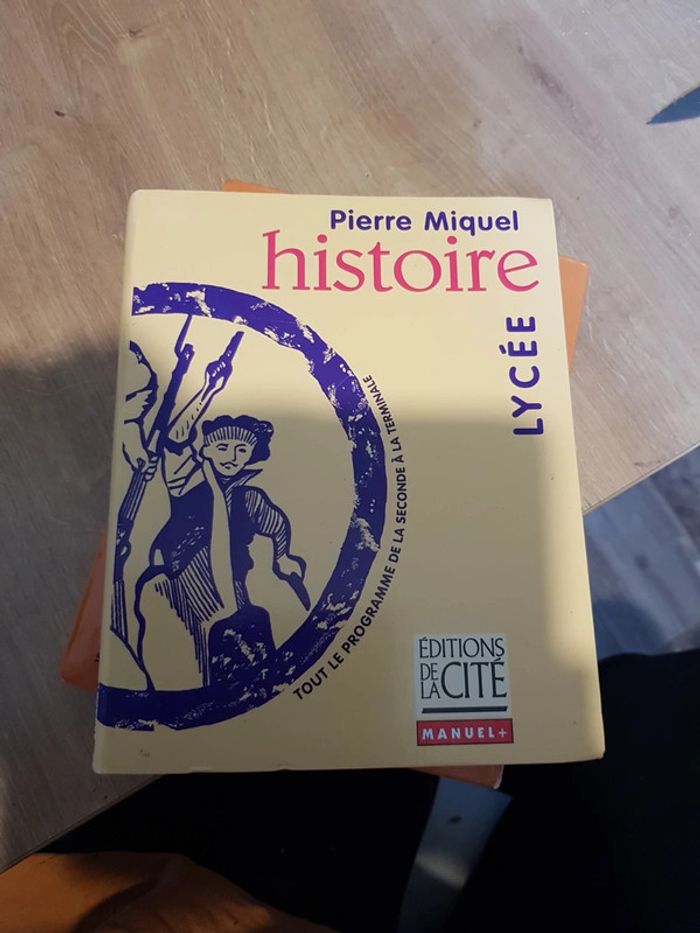 Pierre Miquel
histoire
LYCÉE
TOUT LE PROGRAMME DE LA SECONDE À LA TERMINALE
ÉDITIONS
DE
LA CITÉ
MANUEL+